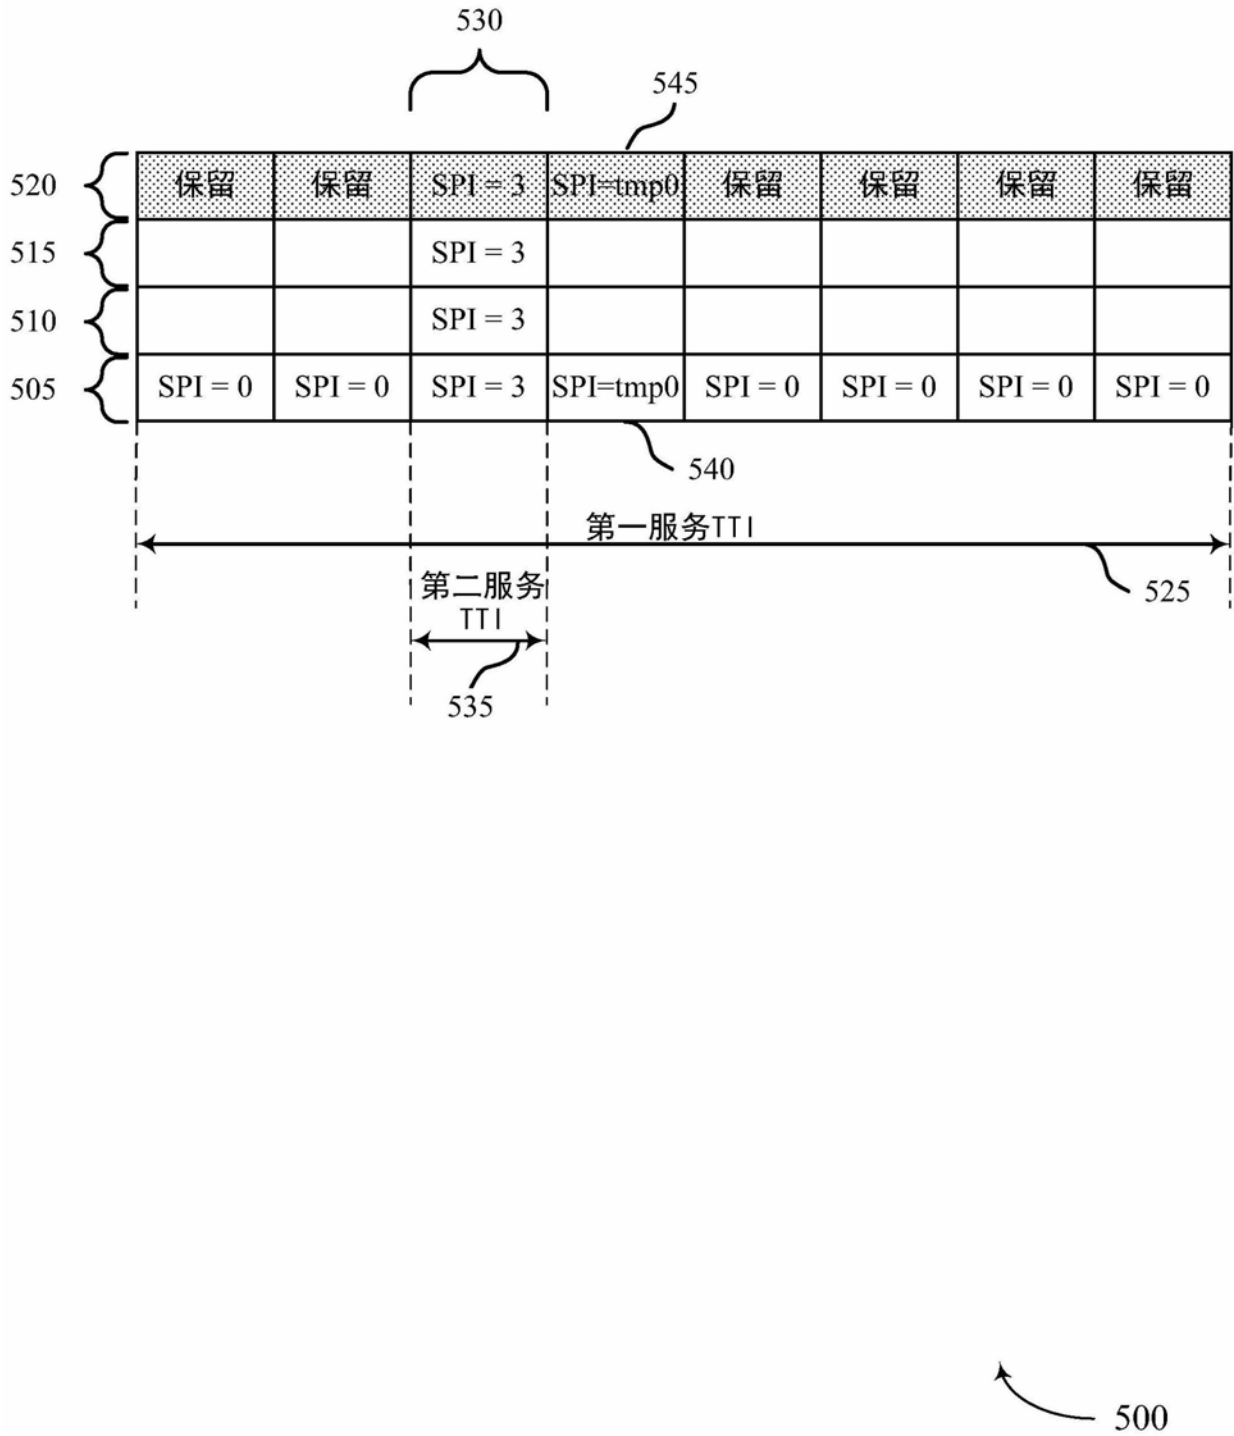 530
545
520 保留 保留 SPI = 3 SPI=tmp0 保留 保留 保留 保留
515 SPI = 3
510 SPI = 3
505 SPI = 0 SPI = 0 SPI = 3 SPI=tmp0 SPI = 0 SPI = 0 SPI = 0 SPI = 0
540
第一服务TTI
525
第二服务
TTI
535
500